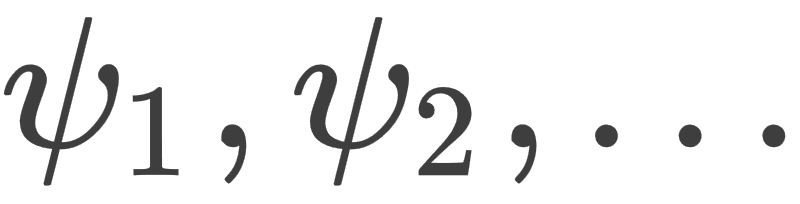 ψ₁, ψ₂, . . .